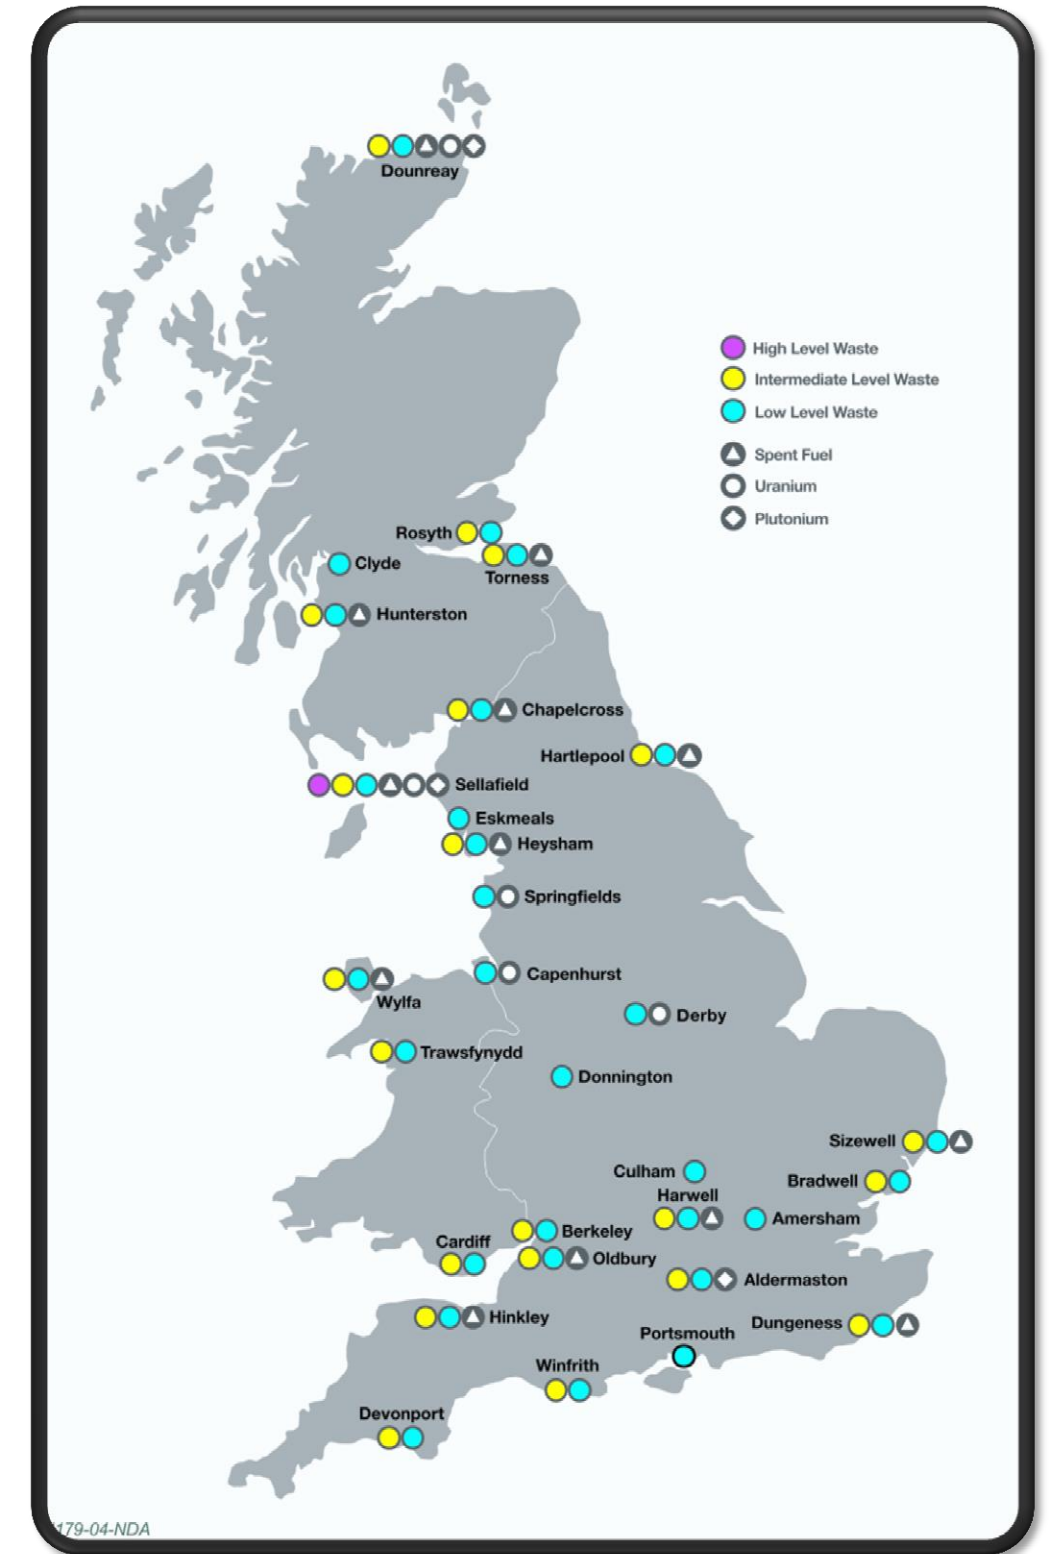 Dounreay
High Level Waste
Intermediate Level Waste
Low Level Waste
Spent Fuel
Uranium
Plutonium
Rosyth
Clyde
Torness
Hunterston
Chapelcross
Hartlepool
Sellafield
Eskmeals
Heysham
Springfields
Capenhurst
Wylfa
Derby
Trawsfynydd
Donnington
Sizewell
Culham
Bradwell
Harwell
Amersham
Berkeley
Cardiff
Oldbury
Aldermaston
Hinkley
Dungeness
Portsmouth
Winfrith
Devonport
179-04-NDA